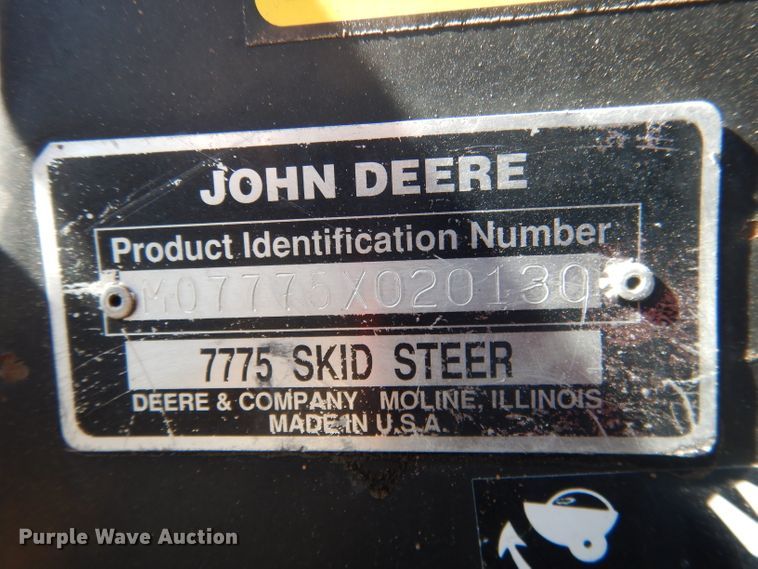 JOHN DEERE
Product Identification Number
M07775X020130
7775 SKID STEER
DEERE & COMPANY MOLINE, ILLINOIS
MADE IN U.S.A.
Purple Wave Auction